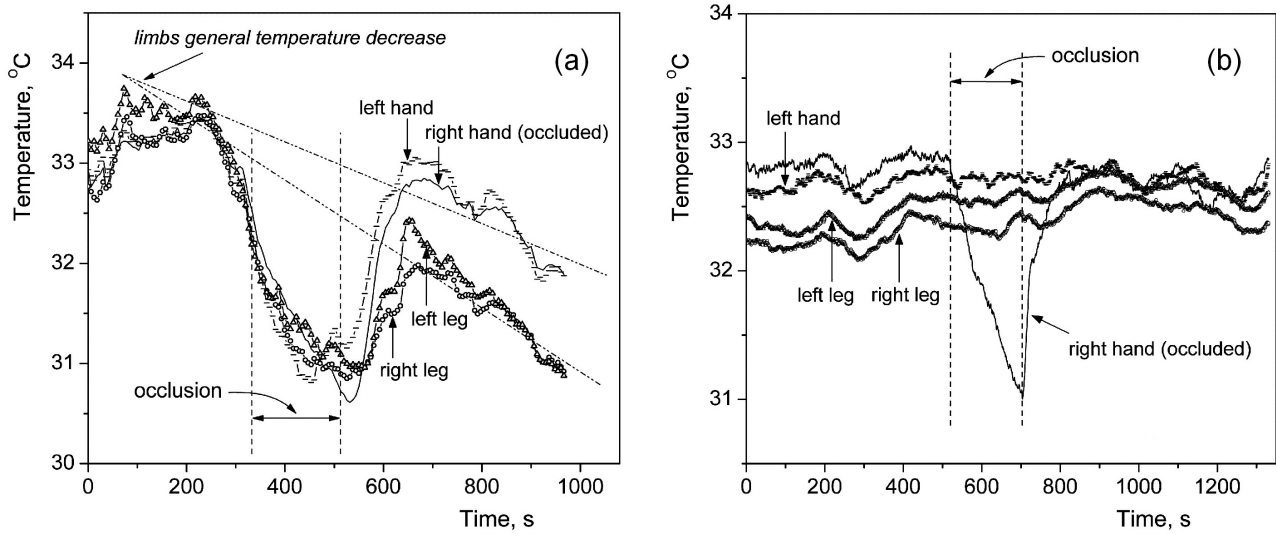 limbs general temperature decrease
(a)
Temperature, °C
34
33
32
31
30
left hand
right hand (occluded)
left leg
right leg
occlusion
0
200
400
600
800
1000
Time, s
(b)
Temperature, °C
34
33
32
31
occlusion
left hand
left leg
right leg
right hand (occluded)
0
200
400
600
800
1000
1200
Time, s